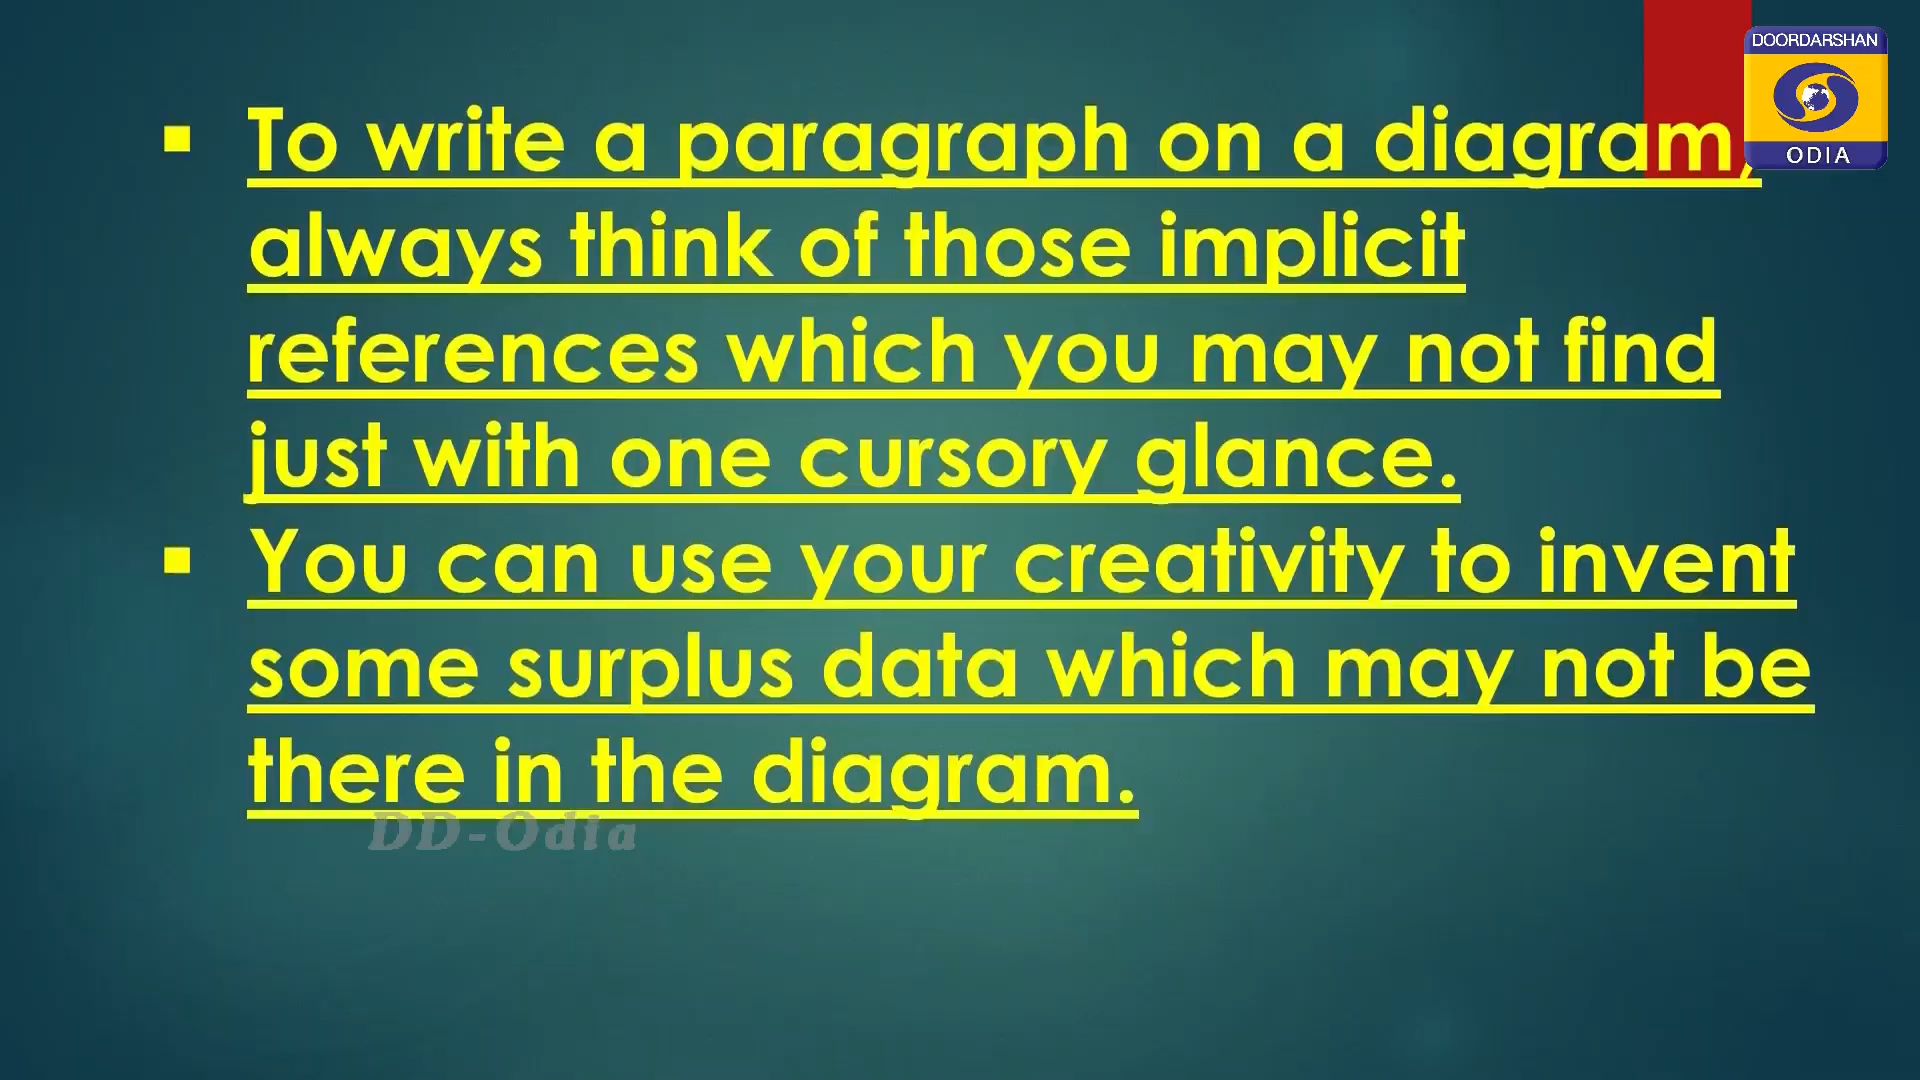 DOORDARSHAN
ODIA
▪ To write a paragraph on a diagram,
always think of those implicit
references which you may not find
just with one cursory glance.
▪ You can use your creativity to invent
some surplus data which may not be
there in the diagram.
DD-Odia